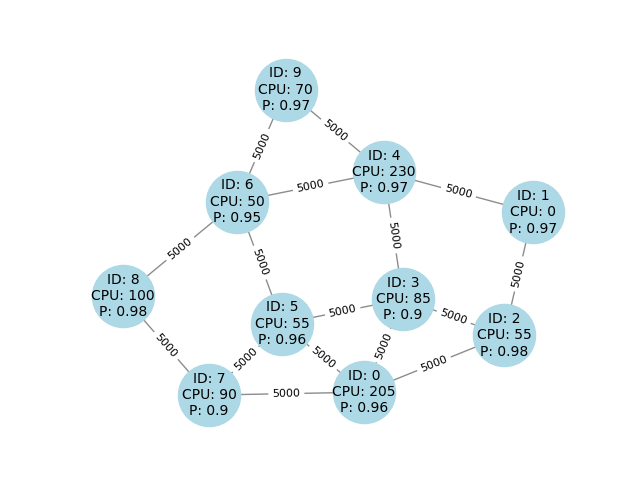 ID: 9
CPU: 70
P: 0.97
5000
5000
ID: 4
CPU: 230
P: 0.97
ID: 6
CPU: 50
P: 0.95
5000
5000
ID: 1
CPU: 0
P: 0.97
5000
5000
5000
5000
ID: 8
CPU: 100
P: 0.98
ID: 3
CPU: 85
P: 0.9
ID: 5
CPU: 55
P: 0.96
5000
5000
ID: 2
CPU: 55
P: 0.98
5000
5000
5000
5000
5000
ID: 7
CPU: 90
P: 0.9
5000
ID: 0
CPU: 205
P: 0.96